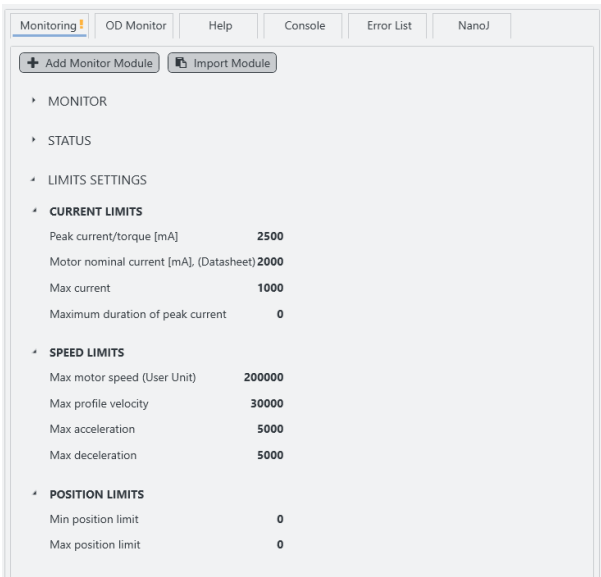 Monitoring! OD Monitor Help Console Error List NanoJ
Add Monitor Module Import Module
MONITOR
STATUS
LIMITS SETTINGS
CURRENT LIMITS
Peak current/torque [mA] 2500
Motor nominal current [mA], (Datasheet) 2000
Max current 1000
Maximum duration of peak current 0
SPEED LIMITS
Max motor speed (User Unit) 200000
Max profile velocity 30000
Max acceleration 5000
Max deceleration 5000
POSITION LIMITS
Min position limit 0
Max position limit 0